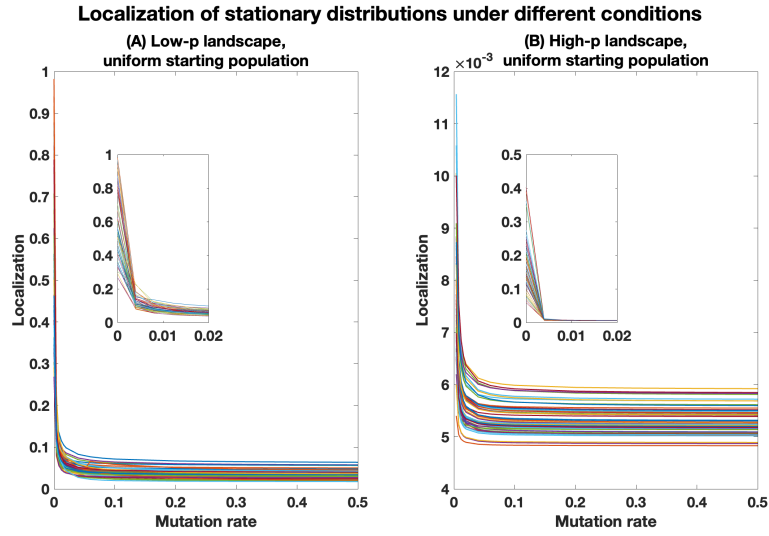 Localization of stationary distributions under different conditions
(A) Low-p landscape,
uniform starting population
1
0.9
0.8
0.7
0.6
0.5
0.4
0.3
0.2
0.1
0
Localization
0 0.1 0.2 0.3 0.4 0.5
Mutation rate
1
0.8
0.6
0.4
0.2
0
0 0.01 0.02
(B) High-p landscape,
uniform starting population
×10⁻³
12
11
10
9
8
7
6
5
4
Localization
0 0.1 0.2 0.3 0.4 0.5
Mutation rate
0.5
0.4
0.3
0.2
0.1
0
0 0.01 0.02